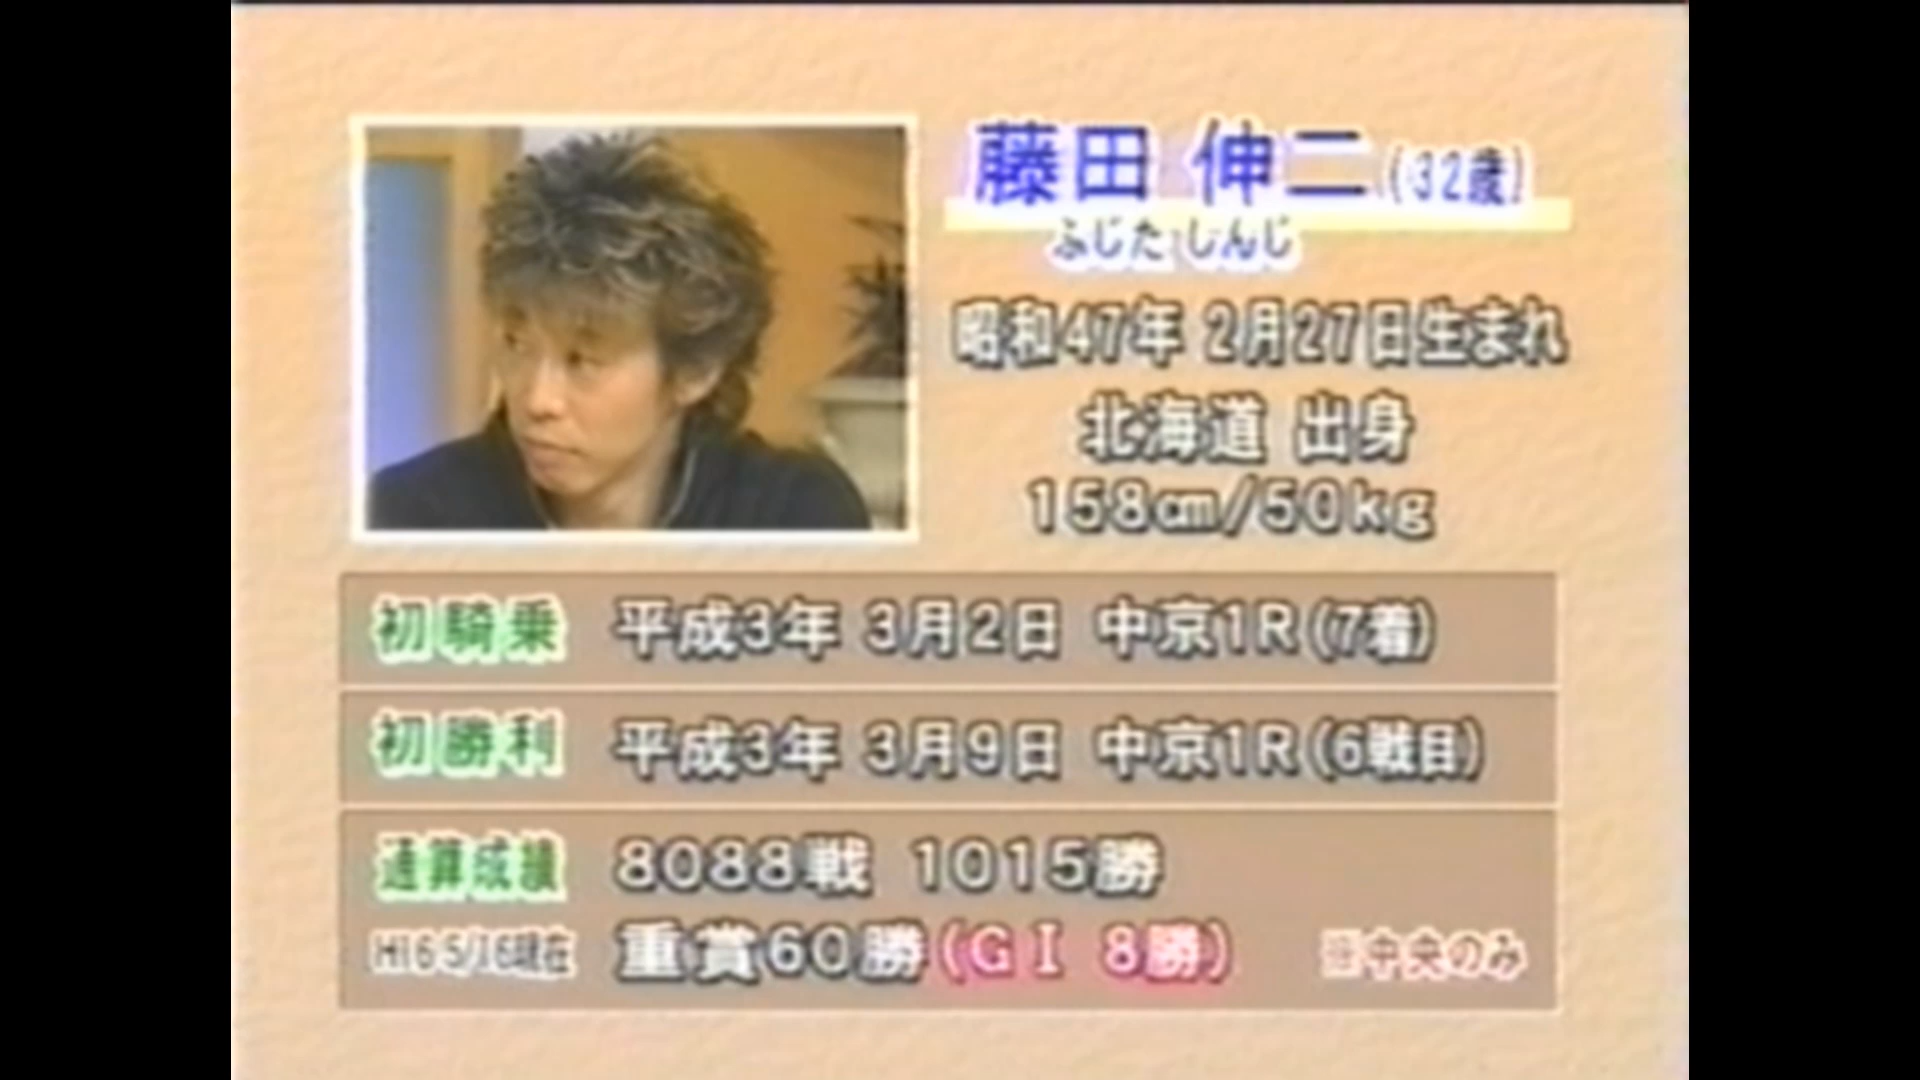 藤田 伸二(32歳)
ふじた しんじ
昭和47年 2月27日生まれ
北海道 出身
158cm/50kg
初騎乗 平成3年 3月2日 中京1R(7着)
初勝利 平成3年 3月9日 中京1R(6戦目)
通算成績 8088戦 1015勝
H16 5/16現在 重賞60勝(GⅠ 8勝) ※中央のみ